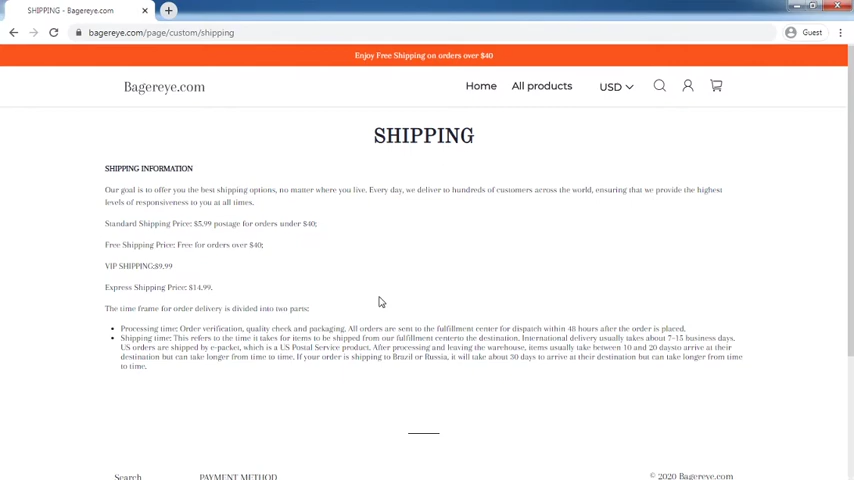 SHIPPING - Bagereye.com
bagereye.com/page/custom/shipping
Guest
Enjoy Free Shipping on orders over $40
Bagereye.com
Home
All products
USD
SHIPPING
SHIPPING INFORMATION
Our goal is to offer you the best shipping options, no matter where you live. Every day, we deliver to hundreds of customers across the world, ensuring that we provide the highest
levels of responsiveness to you at all times.
Standard Shipping Price: $5.99 postage for orders under $40;
Free Shipping Price: Free for orders over $40;
VIP SHIPPING:$9.99
Express Shipping Price: $14.99.
The time frame for order delivery is divided into two parts:
Processing time: Order verification, quality check and packaging. All orders are sent to the fulfillment center for dispatch within 48 hours after the order is placed.
Shipping time: This refers to the time it takes for items to be shipped from our fulfillment centerto the destination. International delivery usually takes about 7-15 business days.
US orders are shipped by e-packet, which is a US Postal Service product. After processing and leaving the warehouse, items usually take between 10 and 20 daysto arrive at their
destination but can take longer from time to time. If your order is shipping to Brazil or Russia, it will take about 30 days to arrive at their destination but can take longer from time
to time.
Search
PAYMENT METHOD
© 2020 Bagereye.com